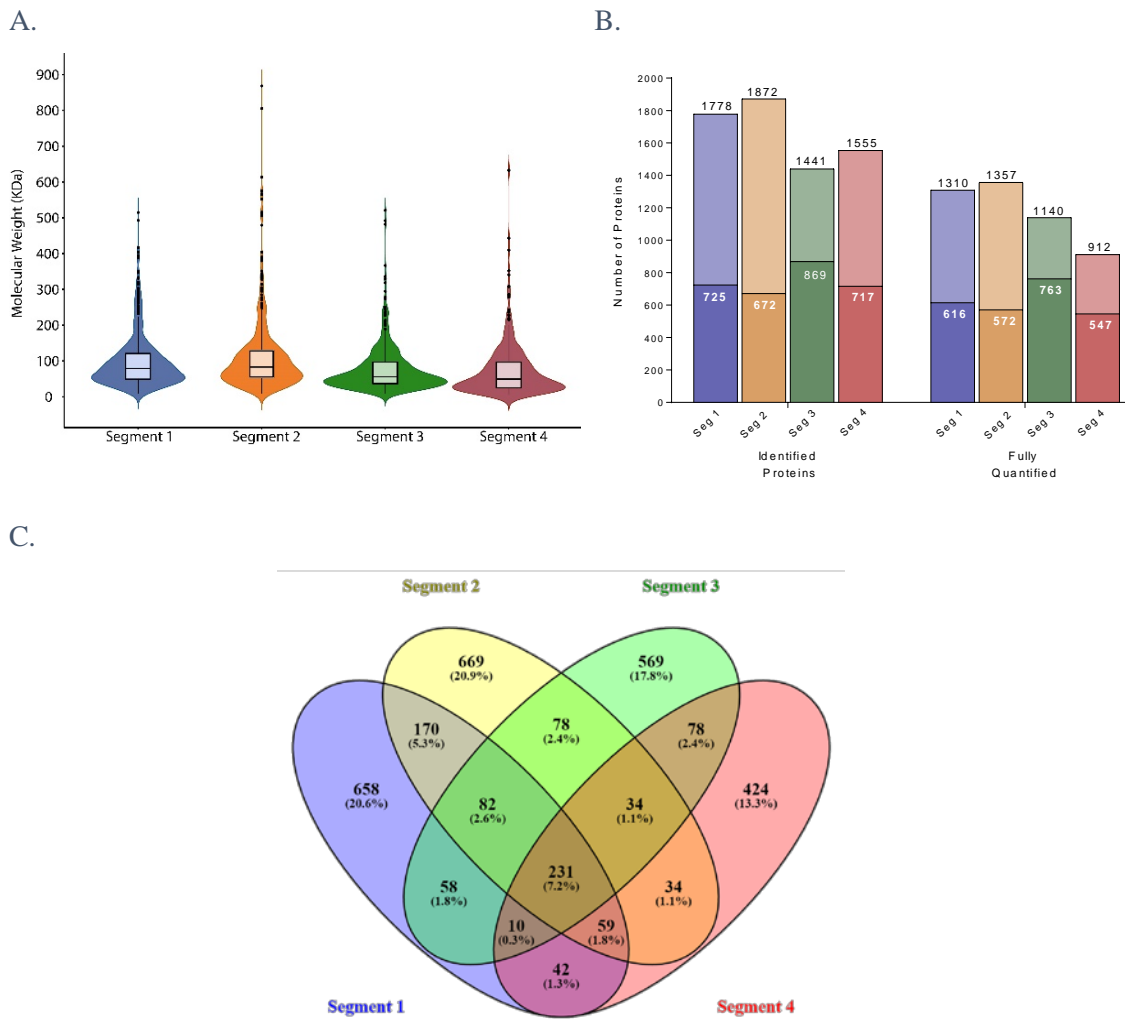 A.
B.
Molecular Weight (KDa)
900
800
700
600
500
400
300
200
100
0
Segment 1
Segment 2
Segment 3
Segment 4
Number of Proteins
2000
1800
1600
1400
1200
1000
800
600
400
200
0
1778
1872
1441
1555
1310
1357
1140
912
725
672
869
717
616
572
763
547
Seg 1
Seg 2
Seg 3
Seg 4
Seg 1
Seg 2
Seg 3
Seg 4
Identified
Proteins
Fully
Quantified
C.
Segment 2
Segment 3
669
(20.9%)
569
(17.8%)
170
(5.3%)
78
(2.4%)
78
(2.4%)
658
(20.6%)
82
(2.6%)
34
(1.1%)
424
(13.3%)
231
(7.2%)
58
(1.8%)
34
(1.1%)
10
(0.3%)
59
(1.8%)
42
(1.3%)
Segment 1
Segment 4